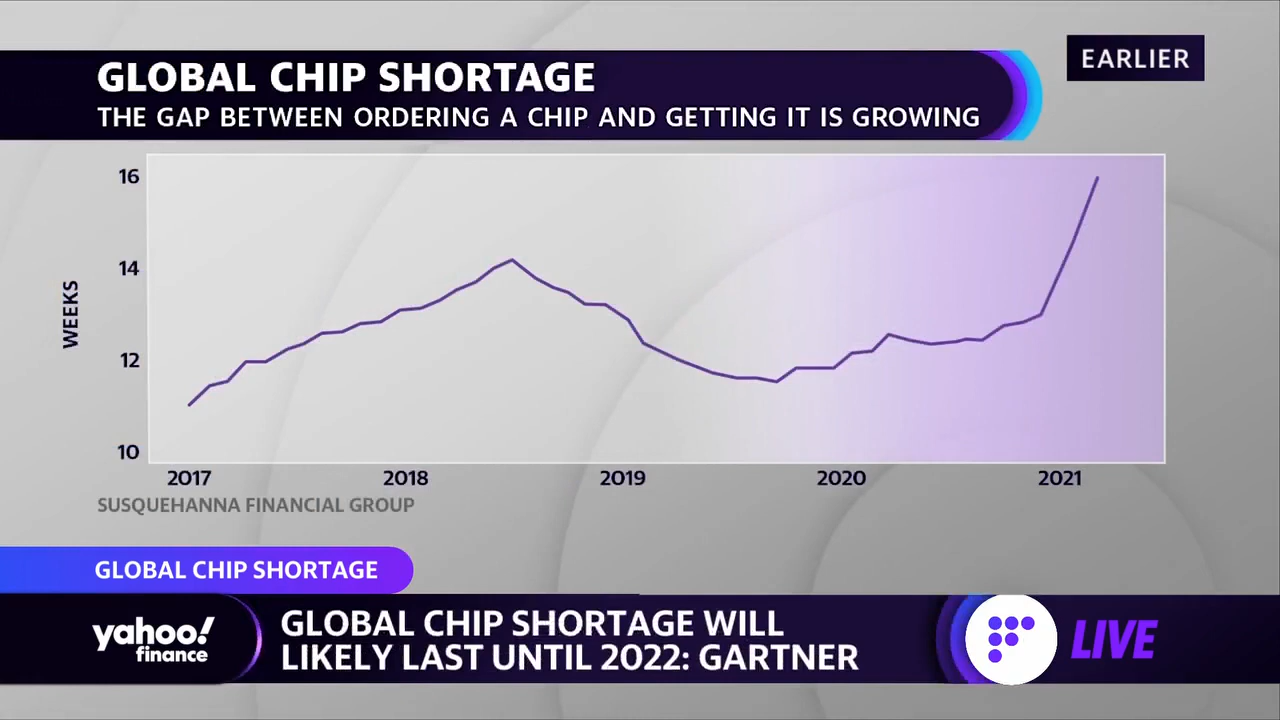 EARLIER
GLOBAL CHIP SHORTAGE
THE GAP BETWEEN ORDERING A CHIP AND GETTING IT IS GROWING
16
14
12
10
WEEKS
2017 2018 2019 2020 2021
SUSQUEHANNA FINANCIAL GROUP
GLOBAL CHIP SHORTAGE
yahoo!
finance
GLOBAL CHIP SHORTAGE WILL
LIKELY LAST UNTIL 2022: GARTNER
LIVE